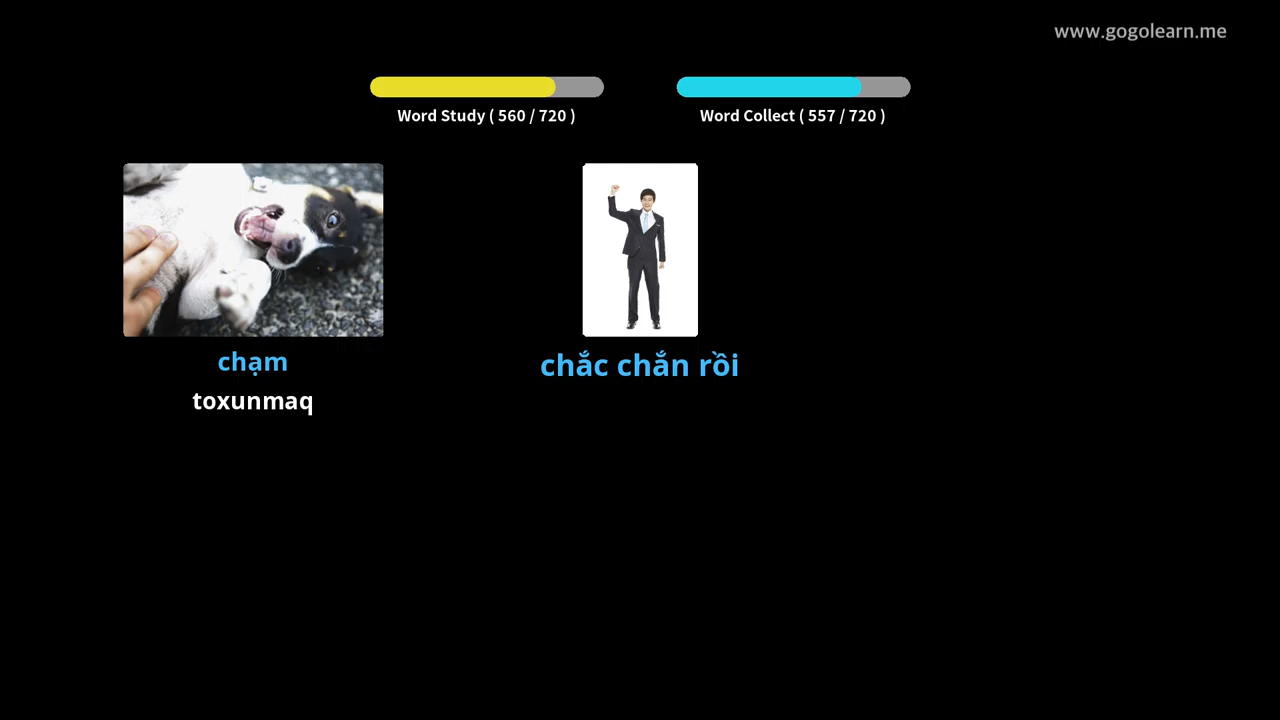 www.gogolearn.me
Word Study ( 560 / 720 )
Word Collect ( 557 / 720 )
chạm
toxunmaq
chắc chắn rồi